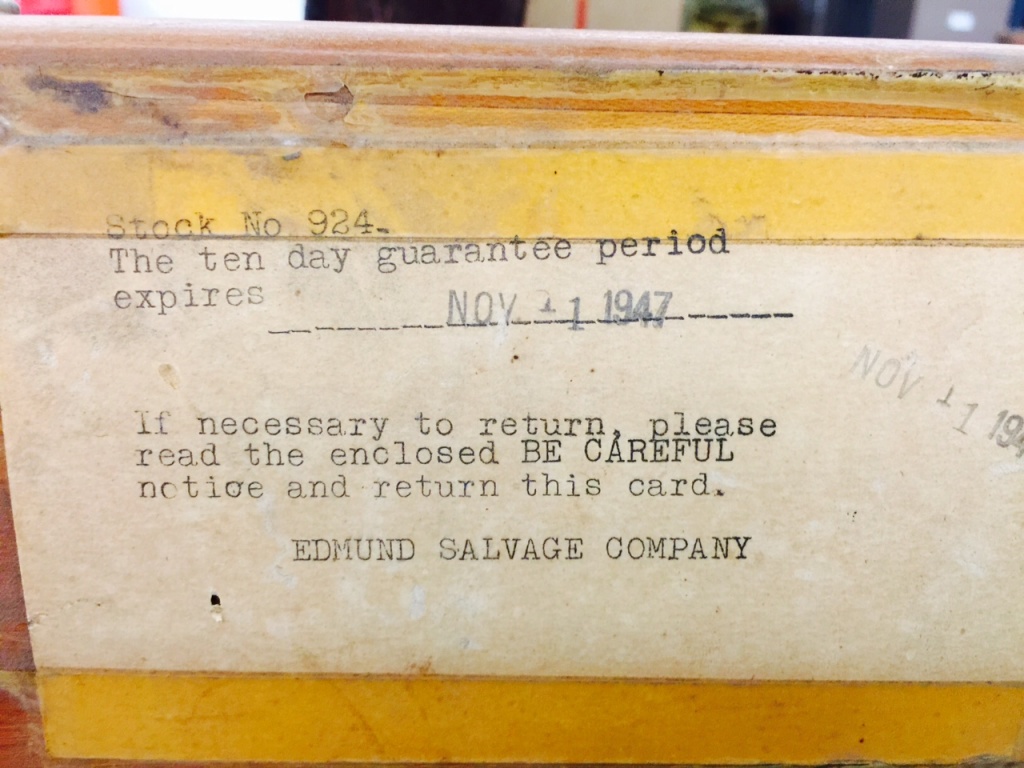 Stock No 924.
The ten day guarantee period
expires NOV 11 1947
NOV 11 194
If necessary to return, please
read the enclosed BE CAREFUL
notice and return this card.
EDMUND SALVAGE COMPANY